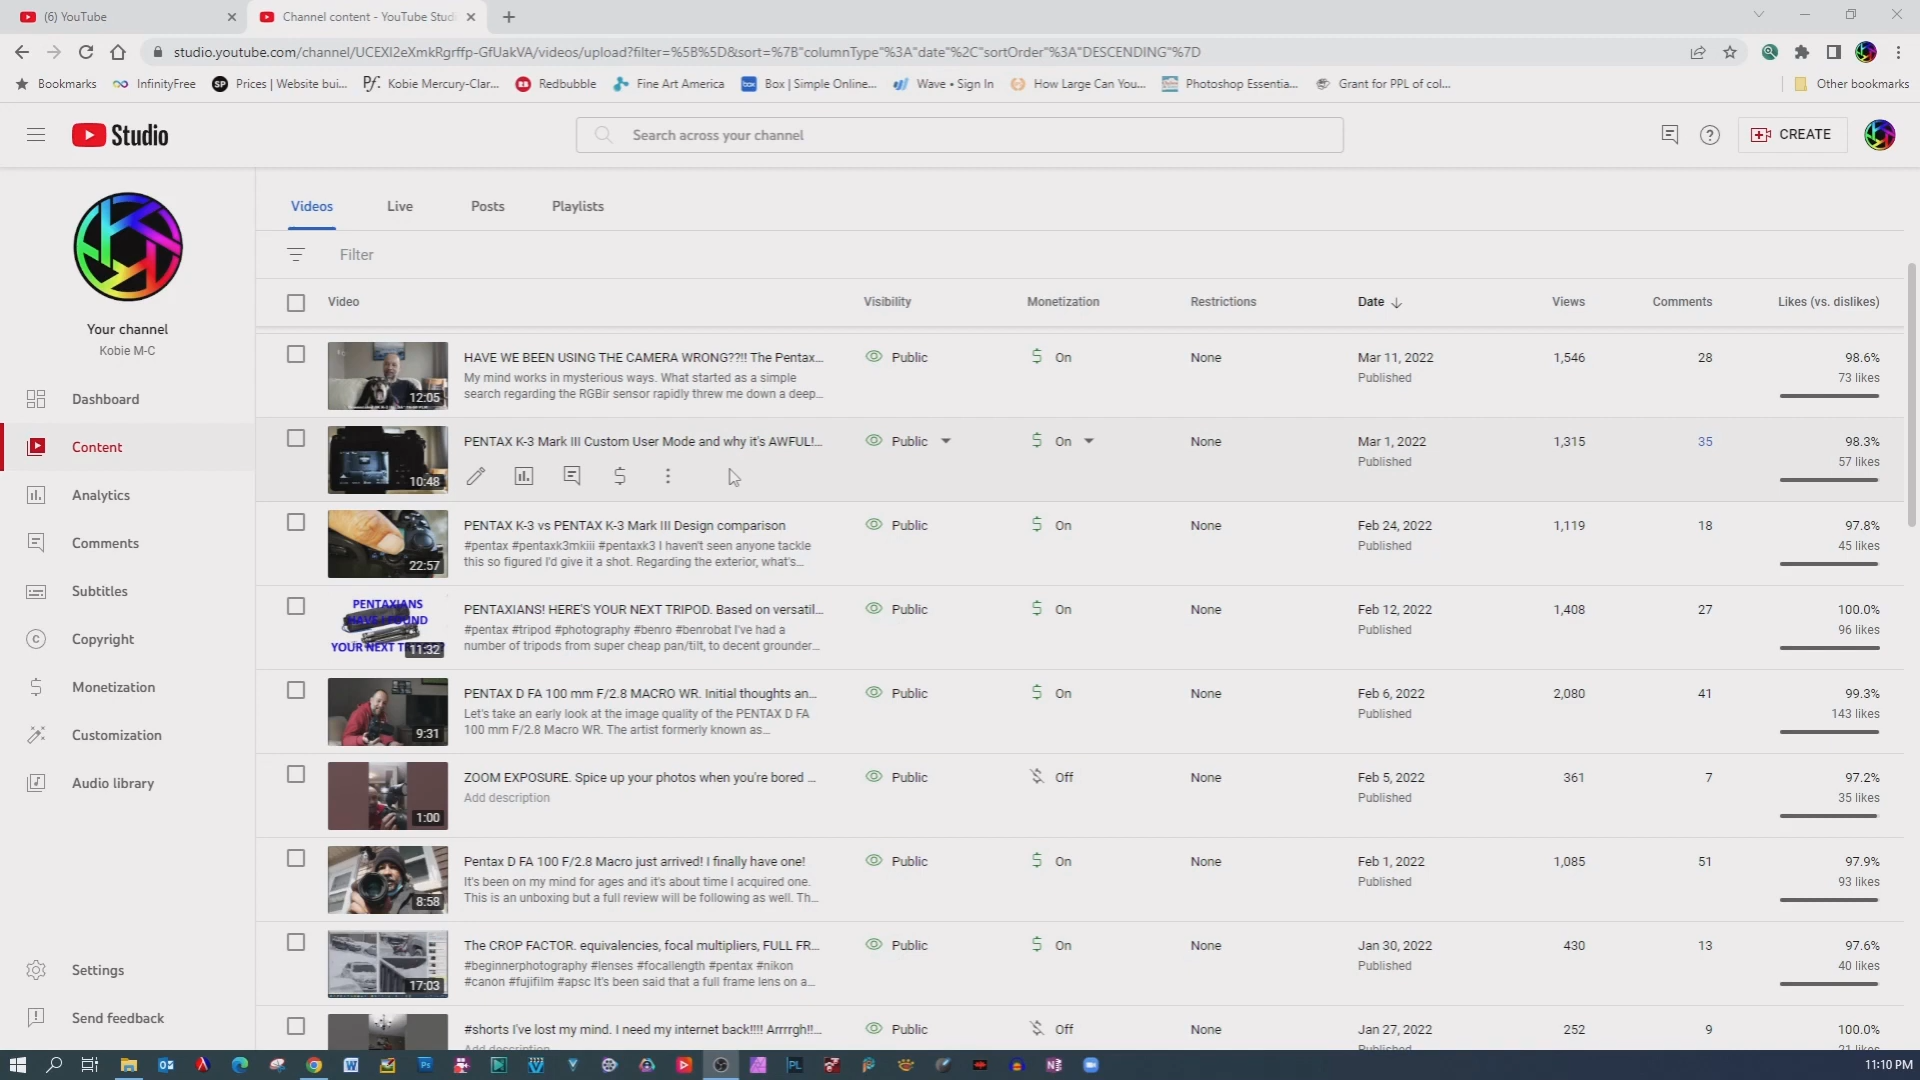 (6) YouTube
Channel content - YouTube Studi
studio.youtube.com/channel/UCEXI2eXmkRgrffp-GfUakVA/videos/upload?filter=%5B%5D&sort=%7B"columnType"%3A"date"%2C"sortOrder"%3A"DESCENDING"%7D
Bookmarks InfinityFree Prices | Website bui... Kobie Mercury-Clar... Redbubble Fine Art America Box | Simple Online... Wave • Sign In How Large Can You... Photoshop Essentia... Grant for PPL of col... Other bookmarks
Studio
Search across your channel
CREATE
Your channel
Kobie M-C
Dashboard
Content
Analytics
Comments
Subtitles
Copyright
Monetization
Customization
Audio library
Settings
Send feedback
Videos Live Posts Playlists
Filter
Video Visibility Monetization Restrictions Date Views Comments Likes (vs. dislikes)
HAVE WE BEEN USING THE CAMERA WRONG??!! The Pentax... Public On None Mar 11, 2022 1,546 28 98.6%
My mind works in mysterious ways. What started as a simple Published 73 likes
search regarding the RGBir sensor rapidly threw me down a deep...
12:05
PENTAX K-3 Mark III Custom User Mode and why it's AWFUL!... Public On None Mar 1, 2022 1,315 35 98.3%
Published 57 likes
10:48
PENTAX K-3 vs PENTAX K-3 Mark III Design comparison Public On None Feb 24, 2022 1,119 18 97.8%
#pentax #pentaxk3mkiii #pentaxk3 I haven't seen anyone tackle Published 45 likes
this so figured I'd give it a shot. Regarding the exterior, what's...
22:57
PENTAXIANS! HERE'S YOUR NEXT TRIPOD. Based on versatil... Public On None Feb 12, 2022 1,408 27 100.0%
#pentax #tripod #photography #benro #benrobat I've had a Published 96 likes
number of tripods from super cheap pan/tilt, to decent grounder...
PENTAXIANS
HAVE I FOUND
YOUR NEXT
11:32
PENTAX D FA 100 mm F/2.8 MACRO WR. Initial thoughts an... Public On None Feb 6, 2022 2,080 41 99.3%
Let's take an early look at the image quality of the PENTAX D FA Published 143 likes
100 mm F/2.8 Macro WR. The artist formerly known as...
9:31
ZOOM EXPOSURE. Spice up your photos when you're bored ... Public Off None Feb 5, 2022 361 7 97.2%
Add description Published 35 likes
1:00
Pentax D FA 100 F/2.8 Macro just arrived! I finally have one! Public On None Feb 1, 2022 1,085 51 97.9%
It's been on my mind for ages and it's about time I acquired one. Published 93 likes
This is an unboxing but a full review will be following as well. Th...
8:58
The CROP FACTOR. equivalencies, focal multipliers, FULL FR... Public On None Jan 30, 2022 430 13 97.6%
#beginnerphotography #lenses #focallength #pentax #nikon Published 40 likes
#canon #fujifilm #apsc It's been said that a full frame lens on a...
17:03
#shorts I've lost my mind. I need my internet back!!!! Arrrrgh!!... Public Off None Jan 27, 2022 252 9 100.0%
Add description Published 21 likes
11:10 PM